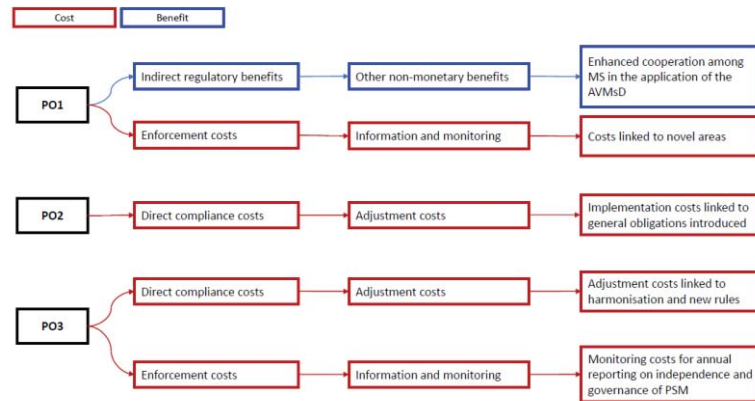 Cost
Benefit
PO1
Indirect regulatory benefits
Other non-monetary benefits
Enhanced cooperation among
MS in the application of the
AVMsD
Enforcement costs
Information and monitoring
Costs linked to novel areas
PO2
Direct compliance costs
Adjustment costs
Implementation costs linked to
general obligations introduced
PO3
Direct compliance costs
Adjustment costs
Adjustment costs linked to
harmonisation and new rules
Enforcement costs
Information and monitoring
Monitoring costs for annual
reporting on independence and
governance of PSM